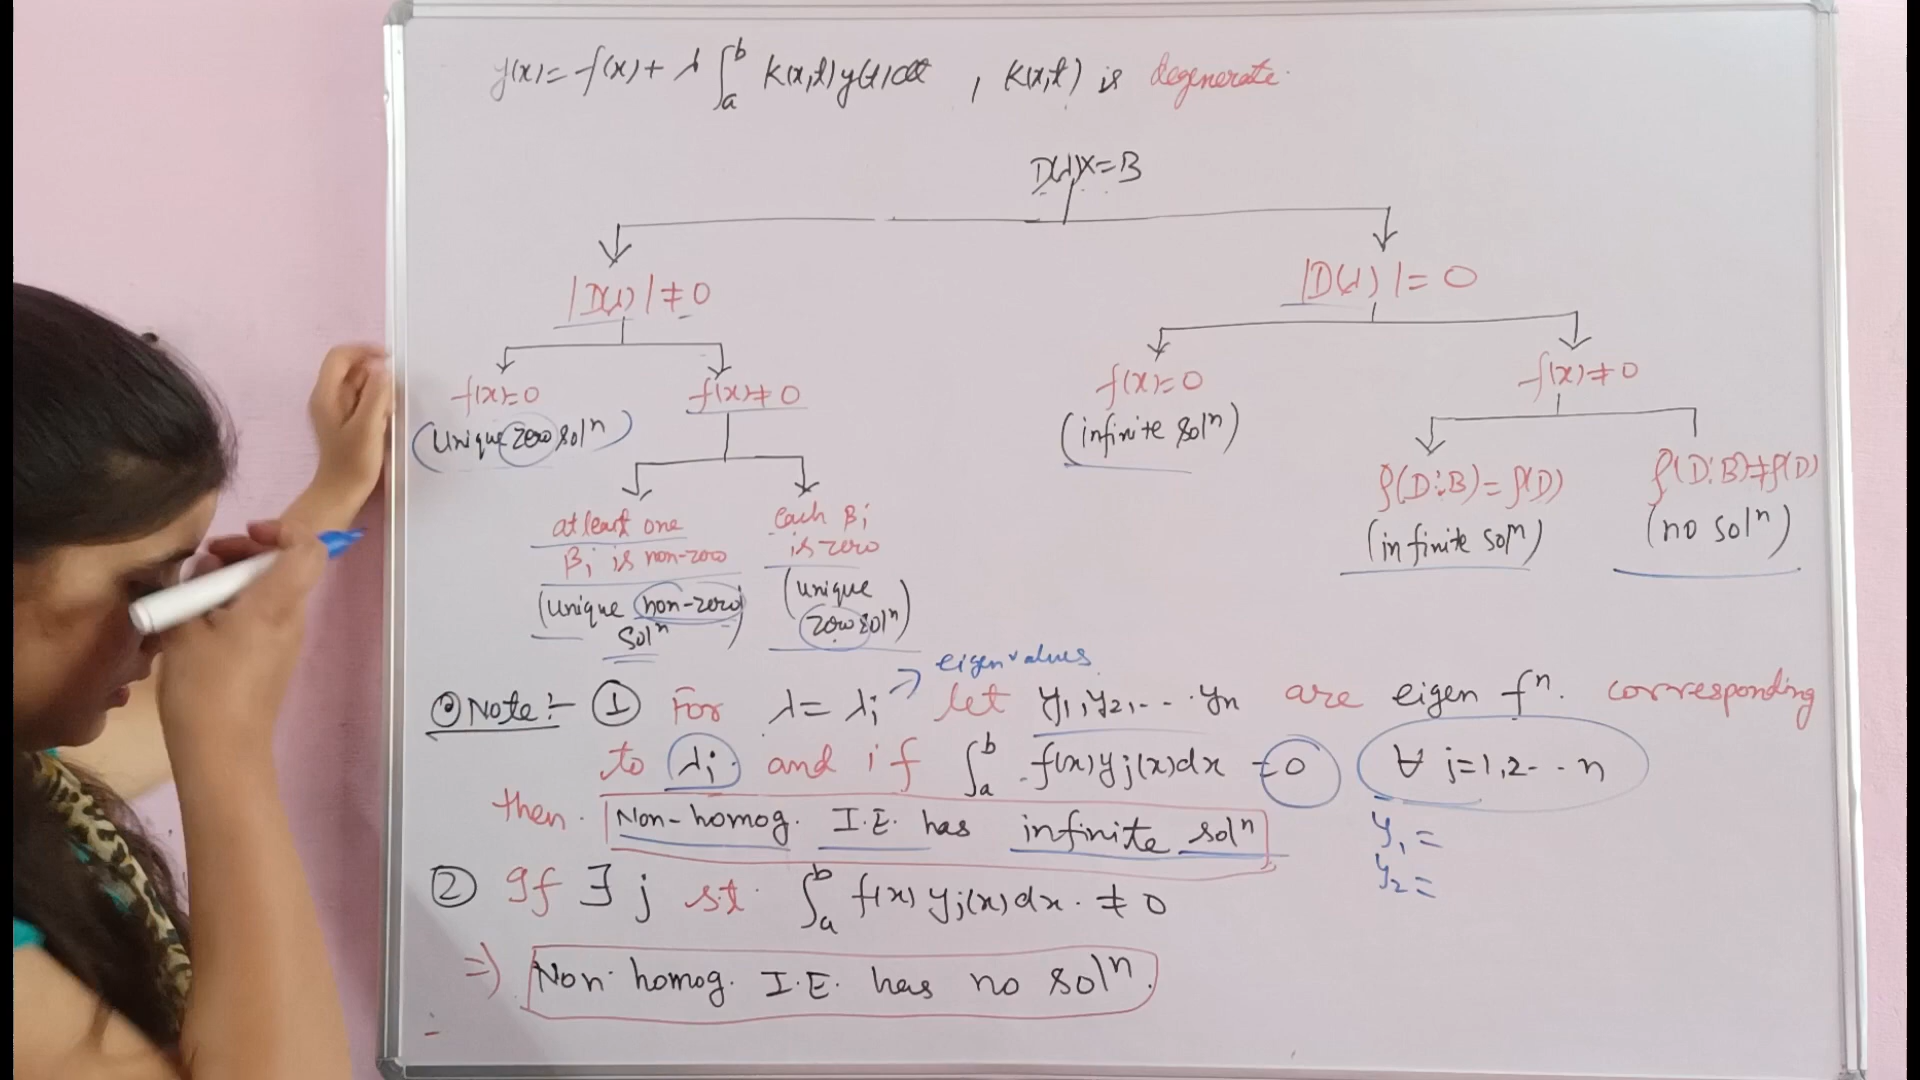 y(x) = f(x) + λ ∫_a^b K(x,t) y(t) dt , K(x,t) is degenerate.
D(λ)X = B
|D(λ)| ≠ 0
|D(λ)| = 0
f(x) = 0
f(x) ≠ 0
f(x) = 0
f(x) ≠ 0
(Unique zero solⁿ)
(infinite solⁿ)
at least one
Bi is non-zero
(Unique non-zero
solⁿ)
each Bi
is zero
(Unique
zero solⁿ)
ρ(D:B) = ρ(D)
(infinite solⁿ)
ρ(D:B) ≠ ρ(D)
(no solⁿ)
eigenvalues
Note:- ① For λ = λi → let y1, y2, ... yn are eigen fⁿ. corresponding
to λi and if ∫_a^b f(x) yj(x) dx = 0 ∀ j = 1, 2 - - n
then. Non-homog. I.E. has infinite solⁿ
y1 =
y2 =
② If ∃ j s.t. ∫_a^b f(x) yj(x) dx. ≠ 0
⇒ Non-homog. I.E. has no solⁿ.